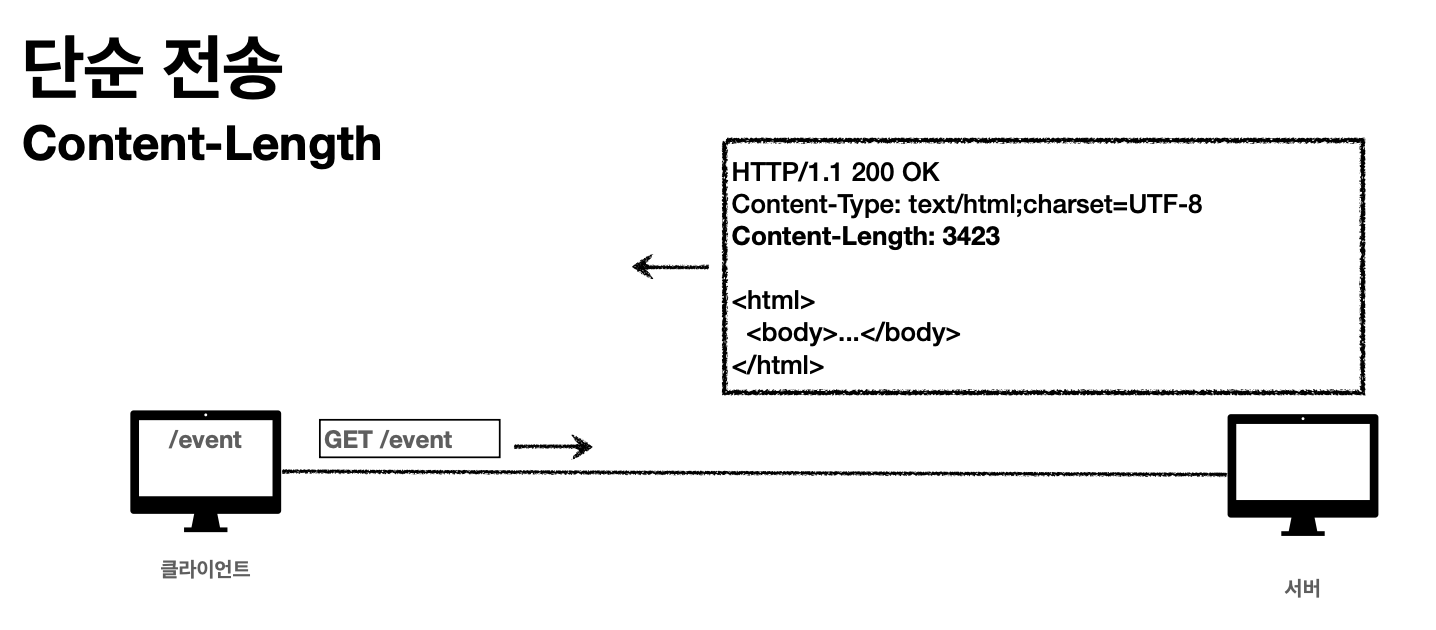 단순 전송
Content-Length
HTTP/1.1 200 OK
Content-Type: text/html;charset=UTF-8
Content-Length: 3423
<html>
<body>...</body>
</html>
/event
GET /event
클라이언트
서버